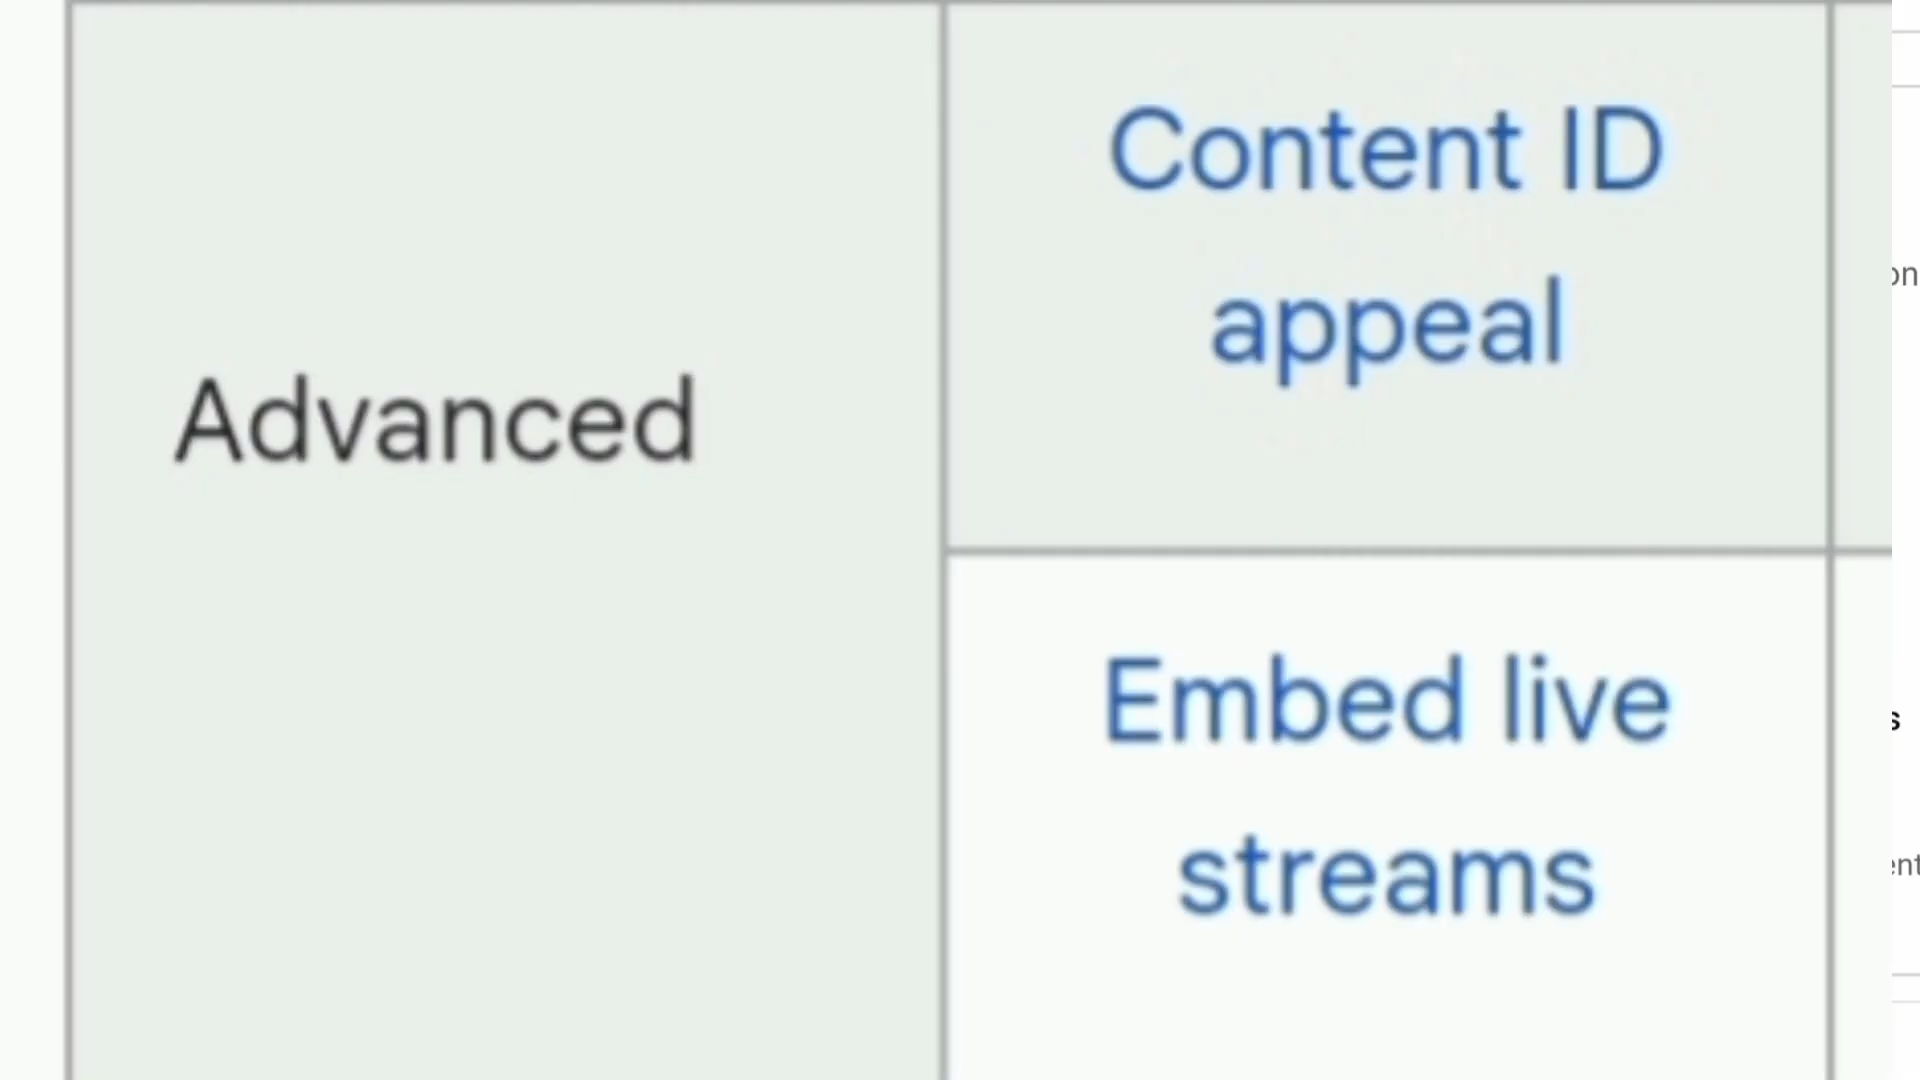 Advanced
Content ID
appeal
Embed live
streams